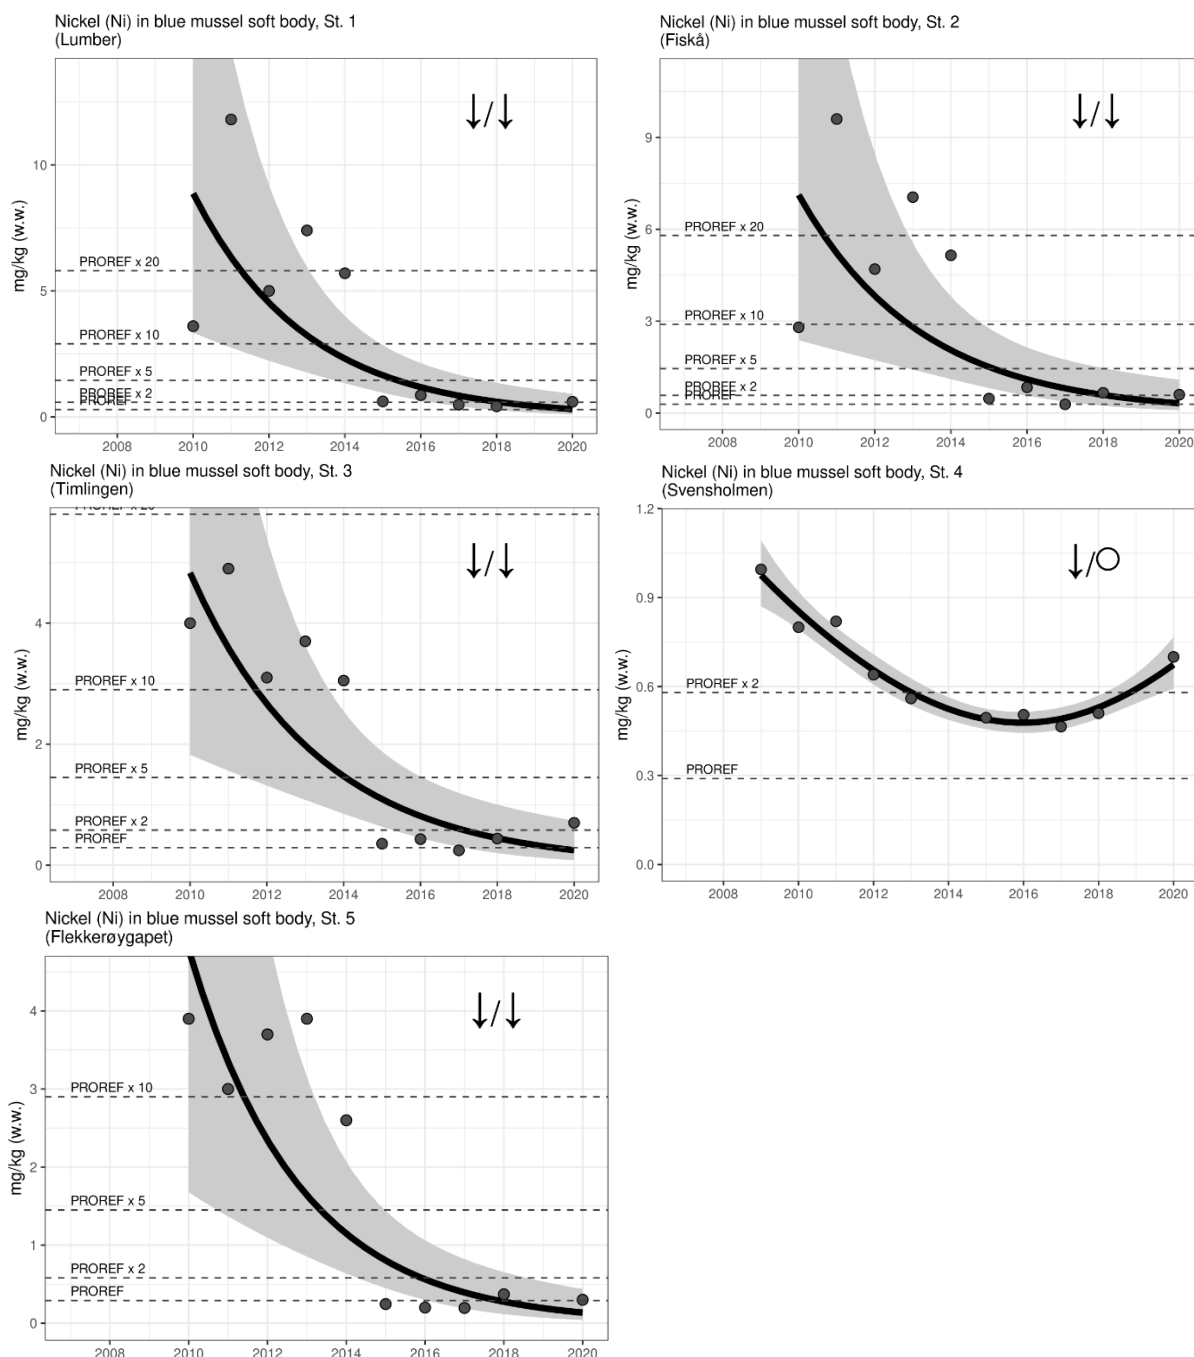 Nickel (Ni) in blue mussel soft body, St. 1
(Lumber)
mg/kg (w.w.)
10
5
0
PROREF x 20
PROREF x 10
PROREF x 5
PROREF x 2
PROREF
↓/↓
2008 2010 2012 2014 2016 2018 2020
Nickel (Ni) in blue mussel soft body, St. 2
(Fiskå)
mg/kg (w.w.)
9
6
3
0
PROREF x 20
PROREF x 10
PROREF x 5
PROREF x 2
PROREF
↓/↓
2008 2010 2012 2014 2016 2018 2020
Nickel (Ni) in blue mussel soft body, St. 3
(Timlingen)
mg/kg (w.w.)
4
2
0
PROREF x 20
PROREF x 10
PROREF x 5
PROREF x 2
PROREF
↓/↓
2008 2010 2012 2014 2016 2018 2020
Nickel (Ni) in blue mussel soft body, St. 4
(Svensholmen)
mg/kg (w.w.)
1.2
0.9
0.6
0.3
0.0
PROREF x 2
PROREF
↓/○
2008 2010 2012 2014 2016 2018 2020
Nickel (Ni) in blue mussel soft body, St. 5
(Flekkerøygapet)
mg/kg (w.w.)
4
3
2
1
0
PROREF x 10
PROREF x 5
PROREF x 2
PROREF
↓/↓
2008 2010 2012 2014 2016 2018 2020